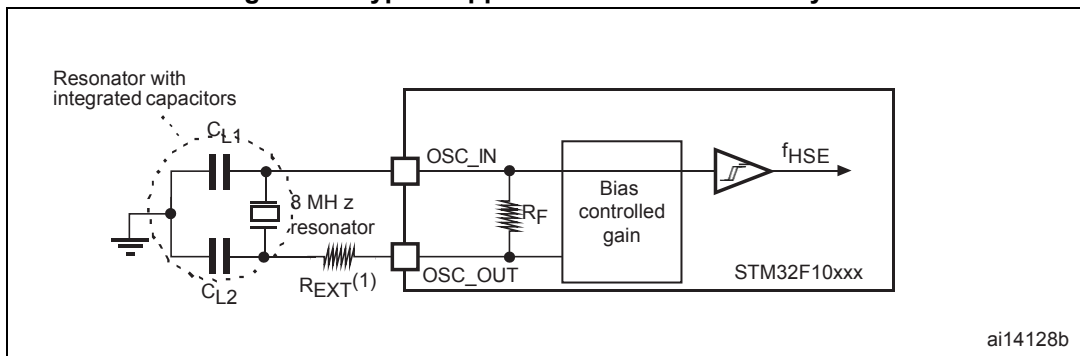 Resonator with
integrated capacitors
CL1
OSC_IN
fHSE
8 MH z
resonator
RF
Bias
controlled
gain
REXT(1)
OSC_OUT
STM32F10xxx
CL2
ai14128b